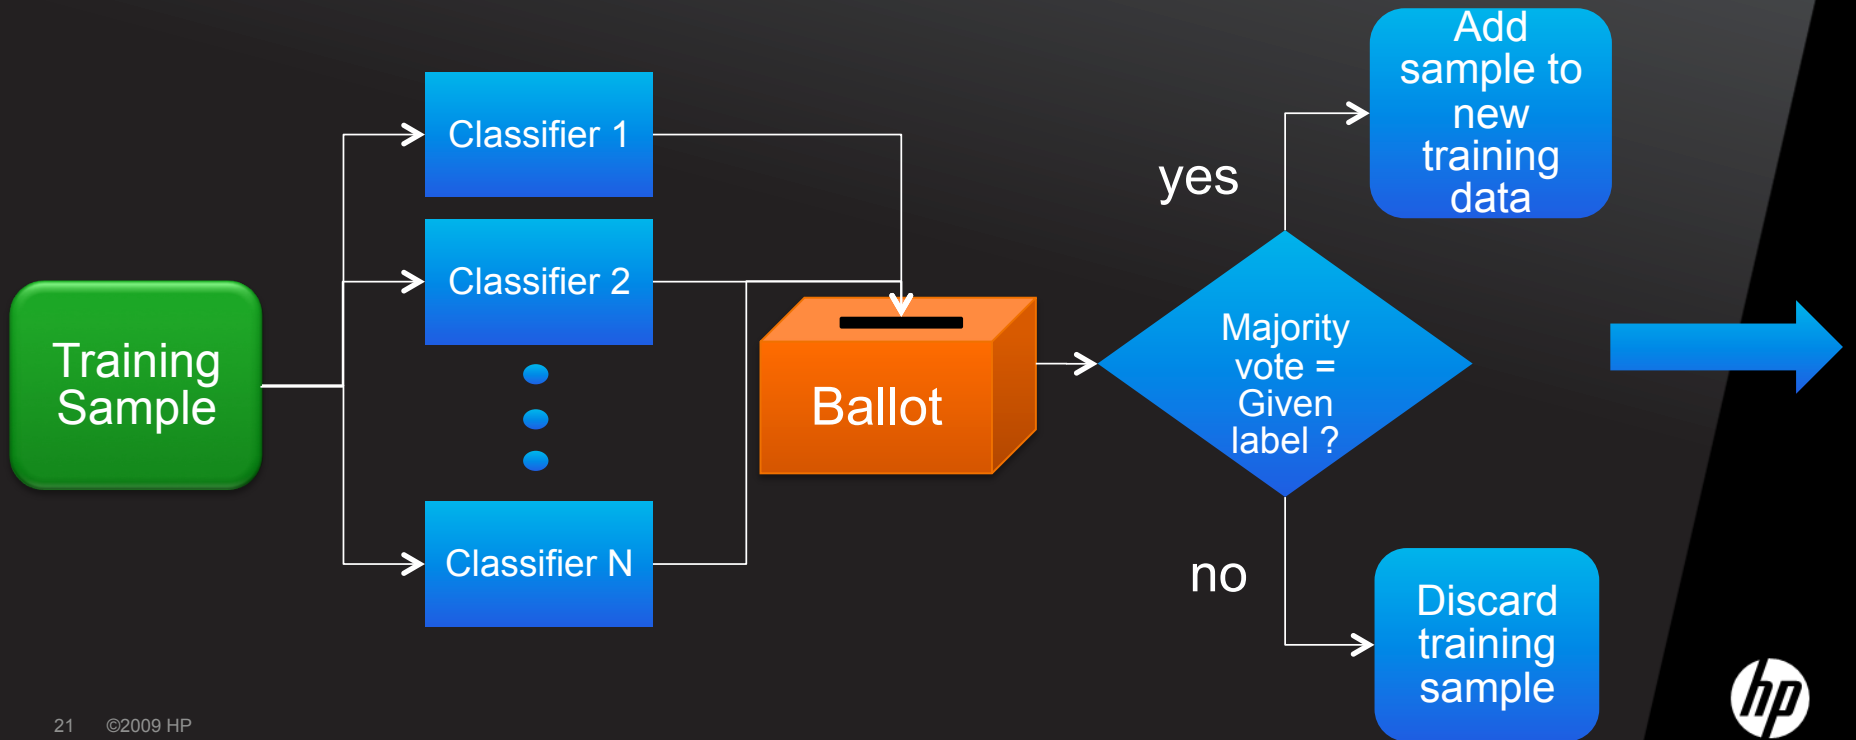 Training
Sample
Classifier 1
Classifier 2
Classifier N
Ballot
Majority
vote =
Given
label ?
yes
Add
sample to
new
training
data
no
Discard
training
sample
21 ©2009 HP
hp